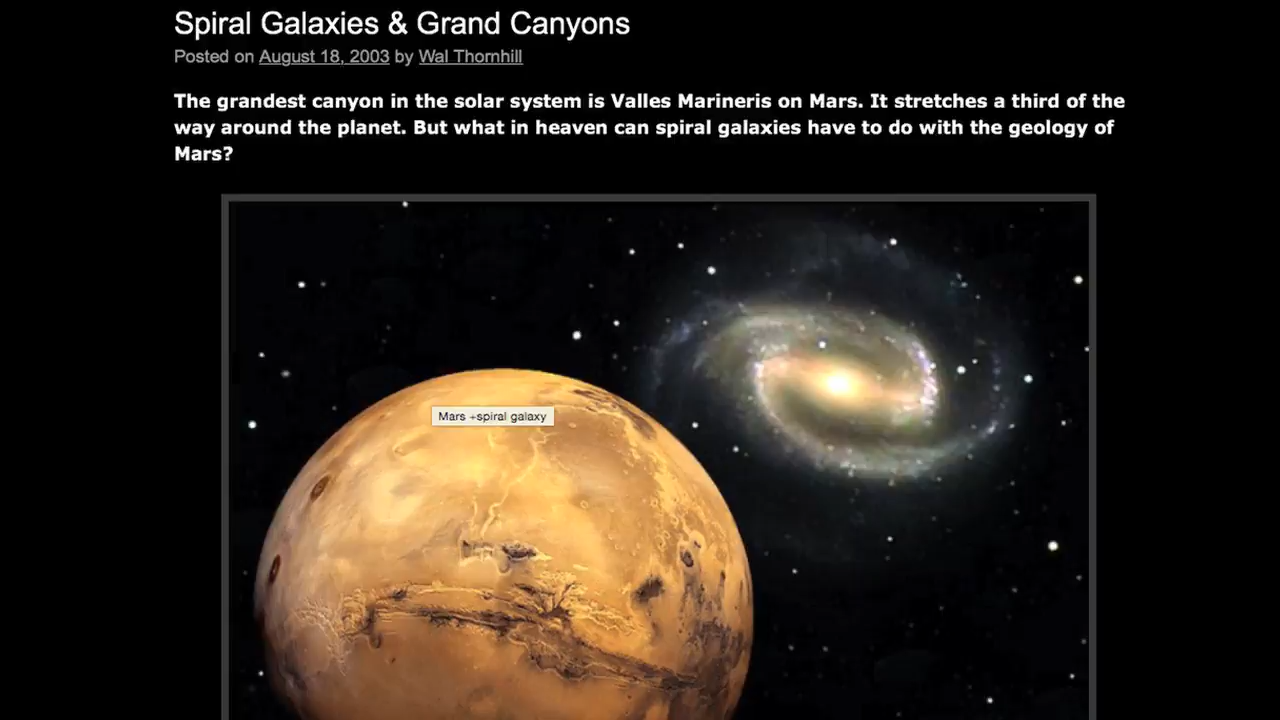 Spiral Galaxies & Grand Canyons
Posted on August 18, 2003 by Wal Thornhill
The grandest canyon in the solar system is Valles Marineris on Mars. It stretches a third of the
way around the planet. But what in heaven can spiral galaxies have to do with the geology of
Mars?
Mars +spiral galaxy